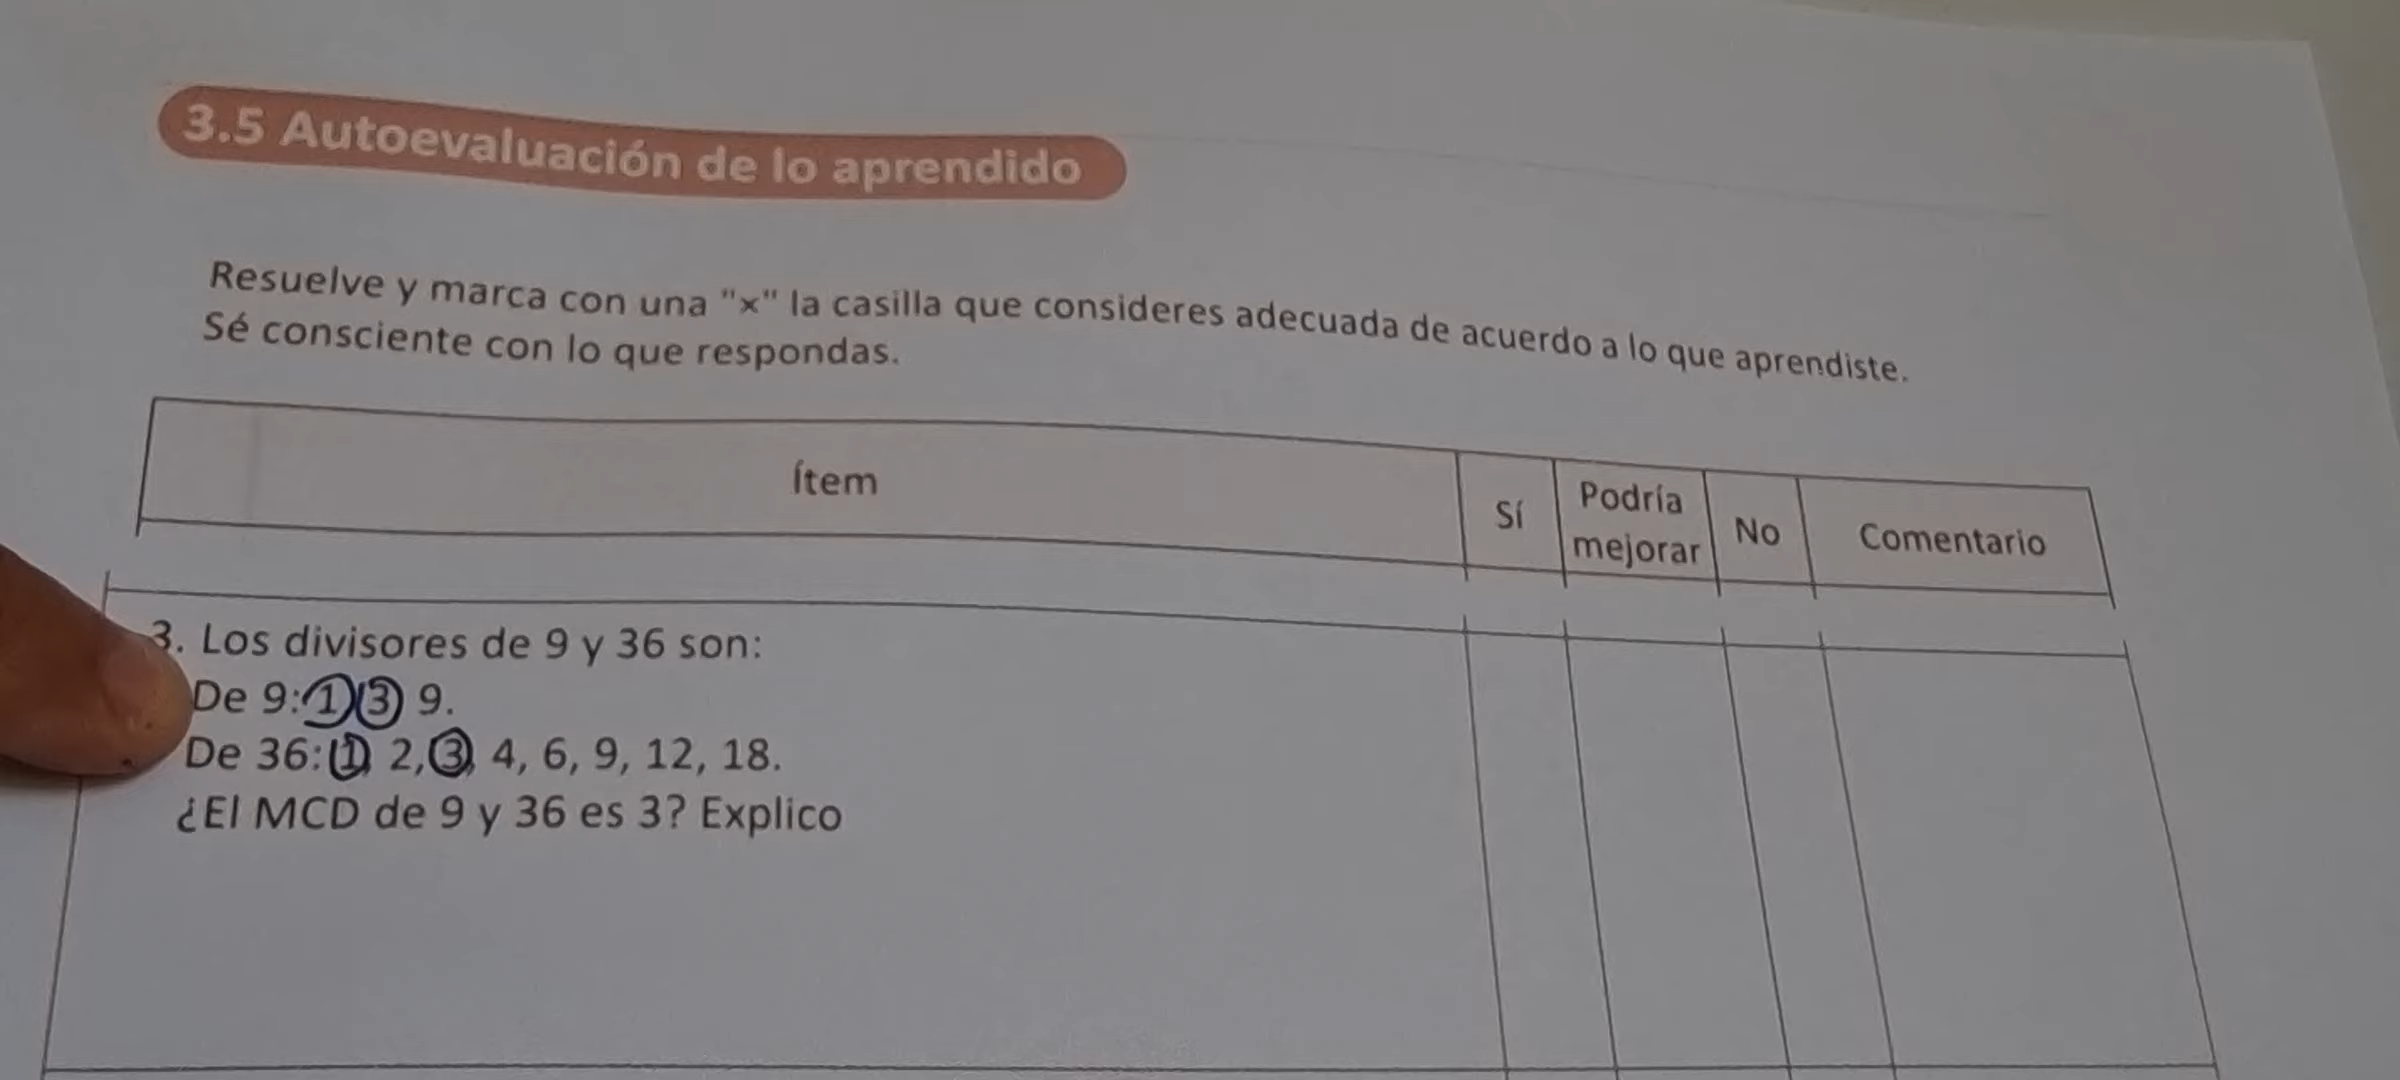 3.5 Autoevaluación de lo aprendido
Resuelve y marca con una "x" la casilla que consideres adecuada de acuerdo a lo que aprendiste.
Sé consciente con lo que respondas.
Ítem
Sí
Podría
mejorar
No
Comentario
3. Los divisores de 9 y 36 son:
De 9: 1, 3, 9.
De 36: 1, 2, 3, 4, 6, 9, 12, 18.
¿El MCD de 9 y 36 es 3? Explico